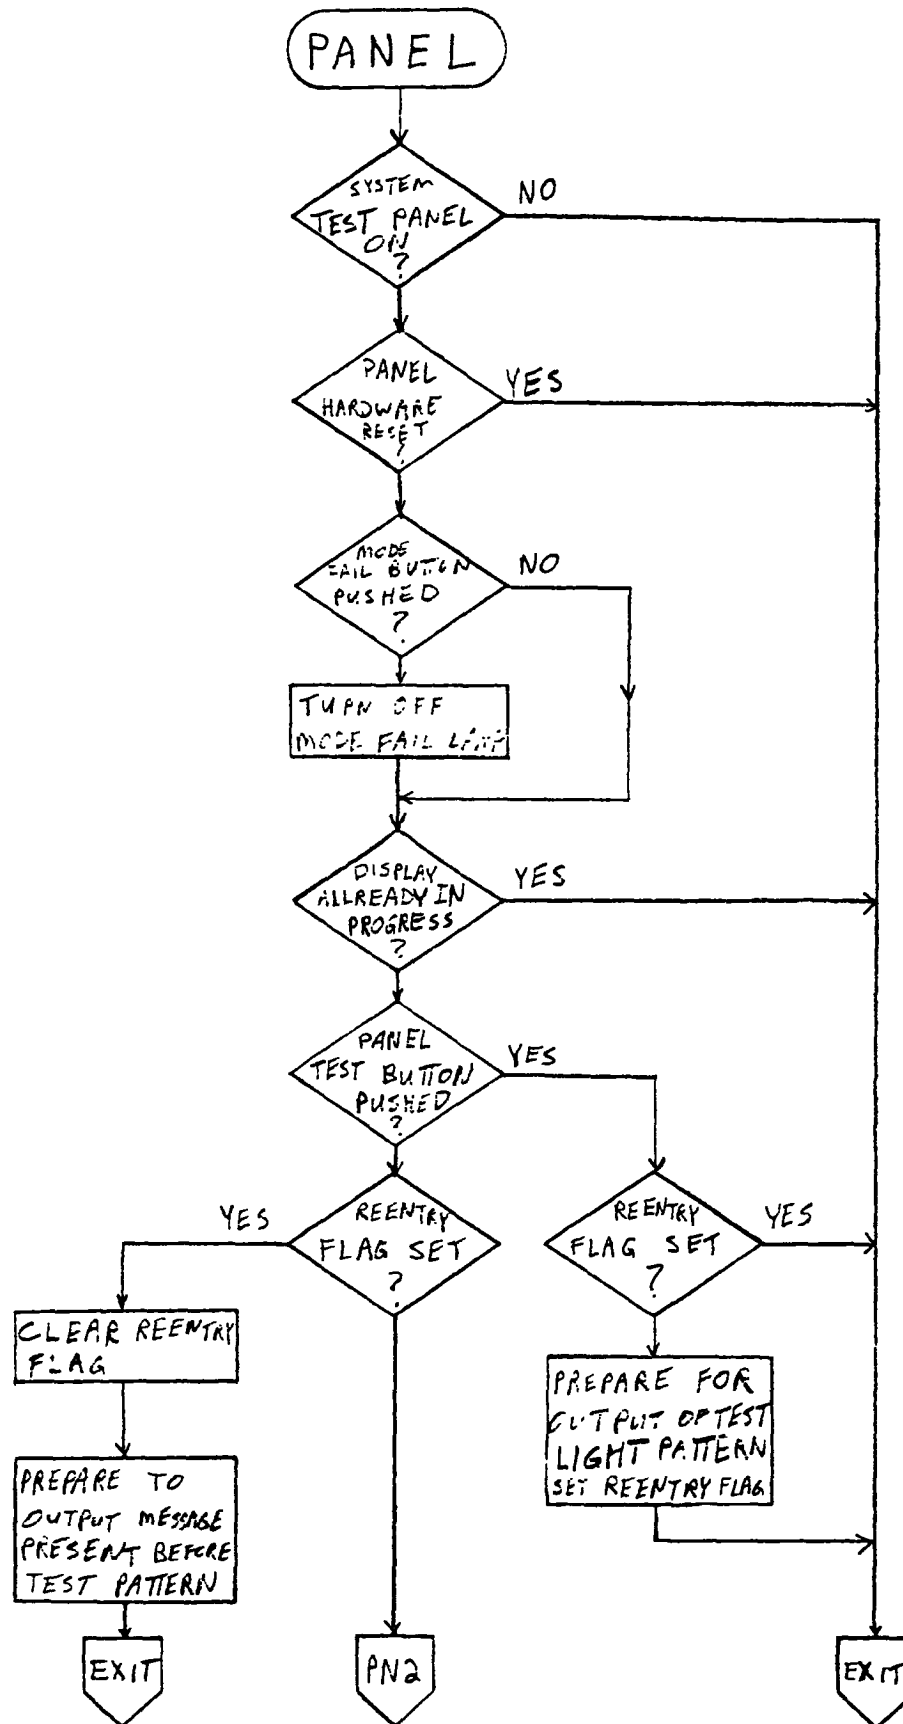 PANEL
SYSTEM
TEST PANEL
ON
?
NO
PANEL
HARDWARE
RESET
?
YES
MODE
FAIL BUTTON
PUSHED
?
NO
TURN OFF
MODE FAIL LAMP
DISPLAY
ALLREADY IN
PROGRESS
?
YES
PANEL
TEST BUTTON
PUSHED
?
YES
REENTRY
FLAG SET
?
YES
REENTRY
FLAG SET
?
YES
CLEAR REENTRY
FLAG
PREPARE FOR
OUTPUT OF TEST
LIGHT PATTERN
SET REENTRY FLAG
PREPARE TO
OUTPUT MESSAGE
PRESENT BEFORE
TEST PATTERN
EXIT
PN2
EXIT